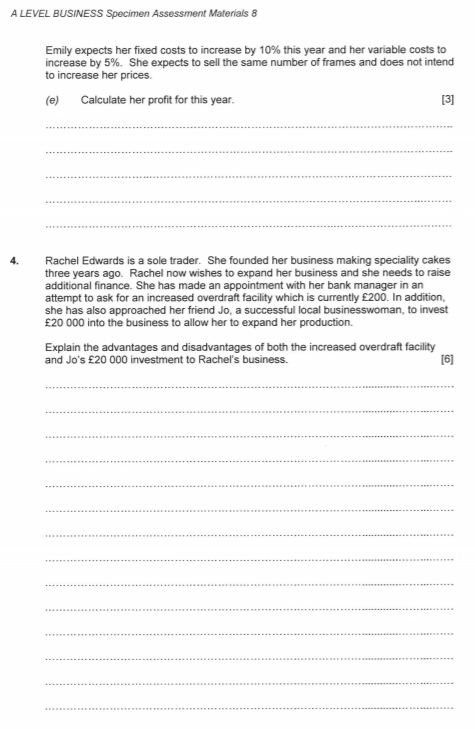 A LEVEL BUSINESS Specimen Assessment Materials 8
Emily expects her fixed costs to increase by 10% this year and her variable costs to
increase by 5%. She expects to sell the same number of frames and does not intend
to increase her prices.
(e) Calculate her profit for this year. [3]
4. Rachel Edwards is a sole trader. She founded her business making speciality cakes
three years ago. Rachel now wishes to expand her business and she needs to raise
additional finance. She has made an appointment with her bank manager in an
attempt to ask for an increased overdraft facility which is currently £200. In addition,
she has also approached her friend Jo, a successful local businesswoman, to invest
£20 000 into the business to allow her to expand her production.
Explain the advantages and disadvantages of both the increased overdraft facility
and Jo's £20 000 investment to Rachel's business. [6]